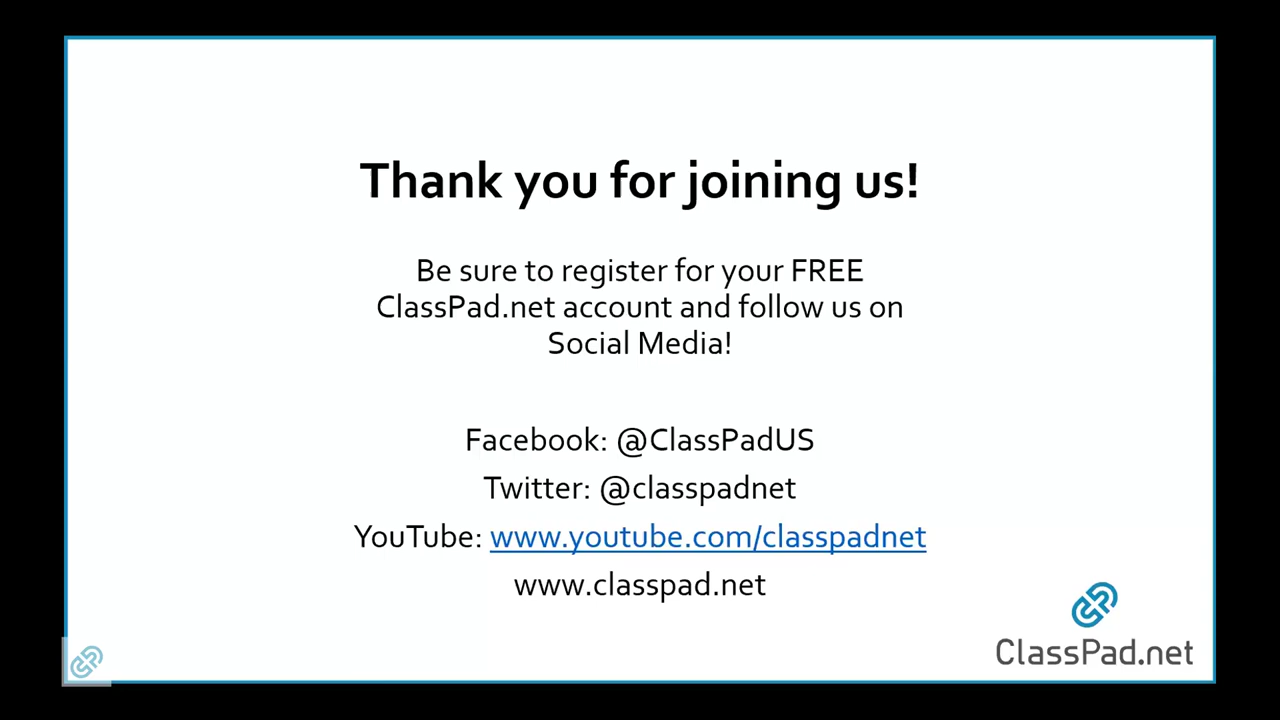 Thank you for joining us!
Be sure to register for your FREE
ClassPad.net account and follow us on
Social Media!
Facebook: @ClassPadUS
Twitter: @classpadnet
YouTube: www.youtube.com/classpadnet
www.classpad.net
ClassPad.net